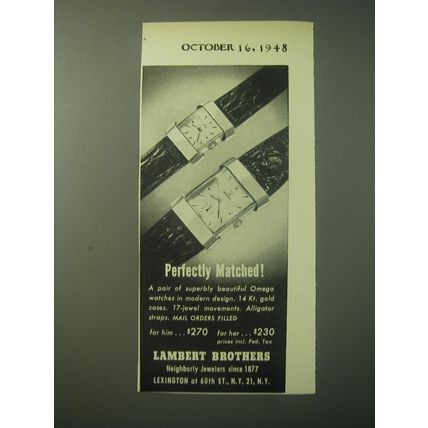 OCTOBER 16, 1948
Perfectly Matched!
A pair of superbly beautiful Omega
watches in modern design. 14 Kt. gold
cases. 17-jewel movements. Alligator
straps. MAIL ORDERS FILLED
for him . . . $270 for her . . . $230
prices incl. Fed. Tax
LAMBERT BROTHERS
Neighborly Jewelers since 1877
LEXINGTON at 60th ST., N.Y. 21, N.Y.